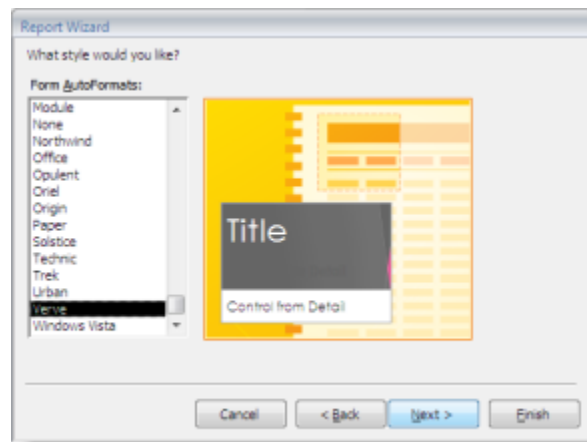 Report Wizard
What style would you like?
Form AutoFormats:
Module
None
Northwind
Office
Opulent
Oriel
Origin
Paper
Solstice
Technic
Trek
Urban
Verve
Windows Vista
Title
Control from Detail
Cancel
< Back
Next >
Finish